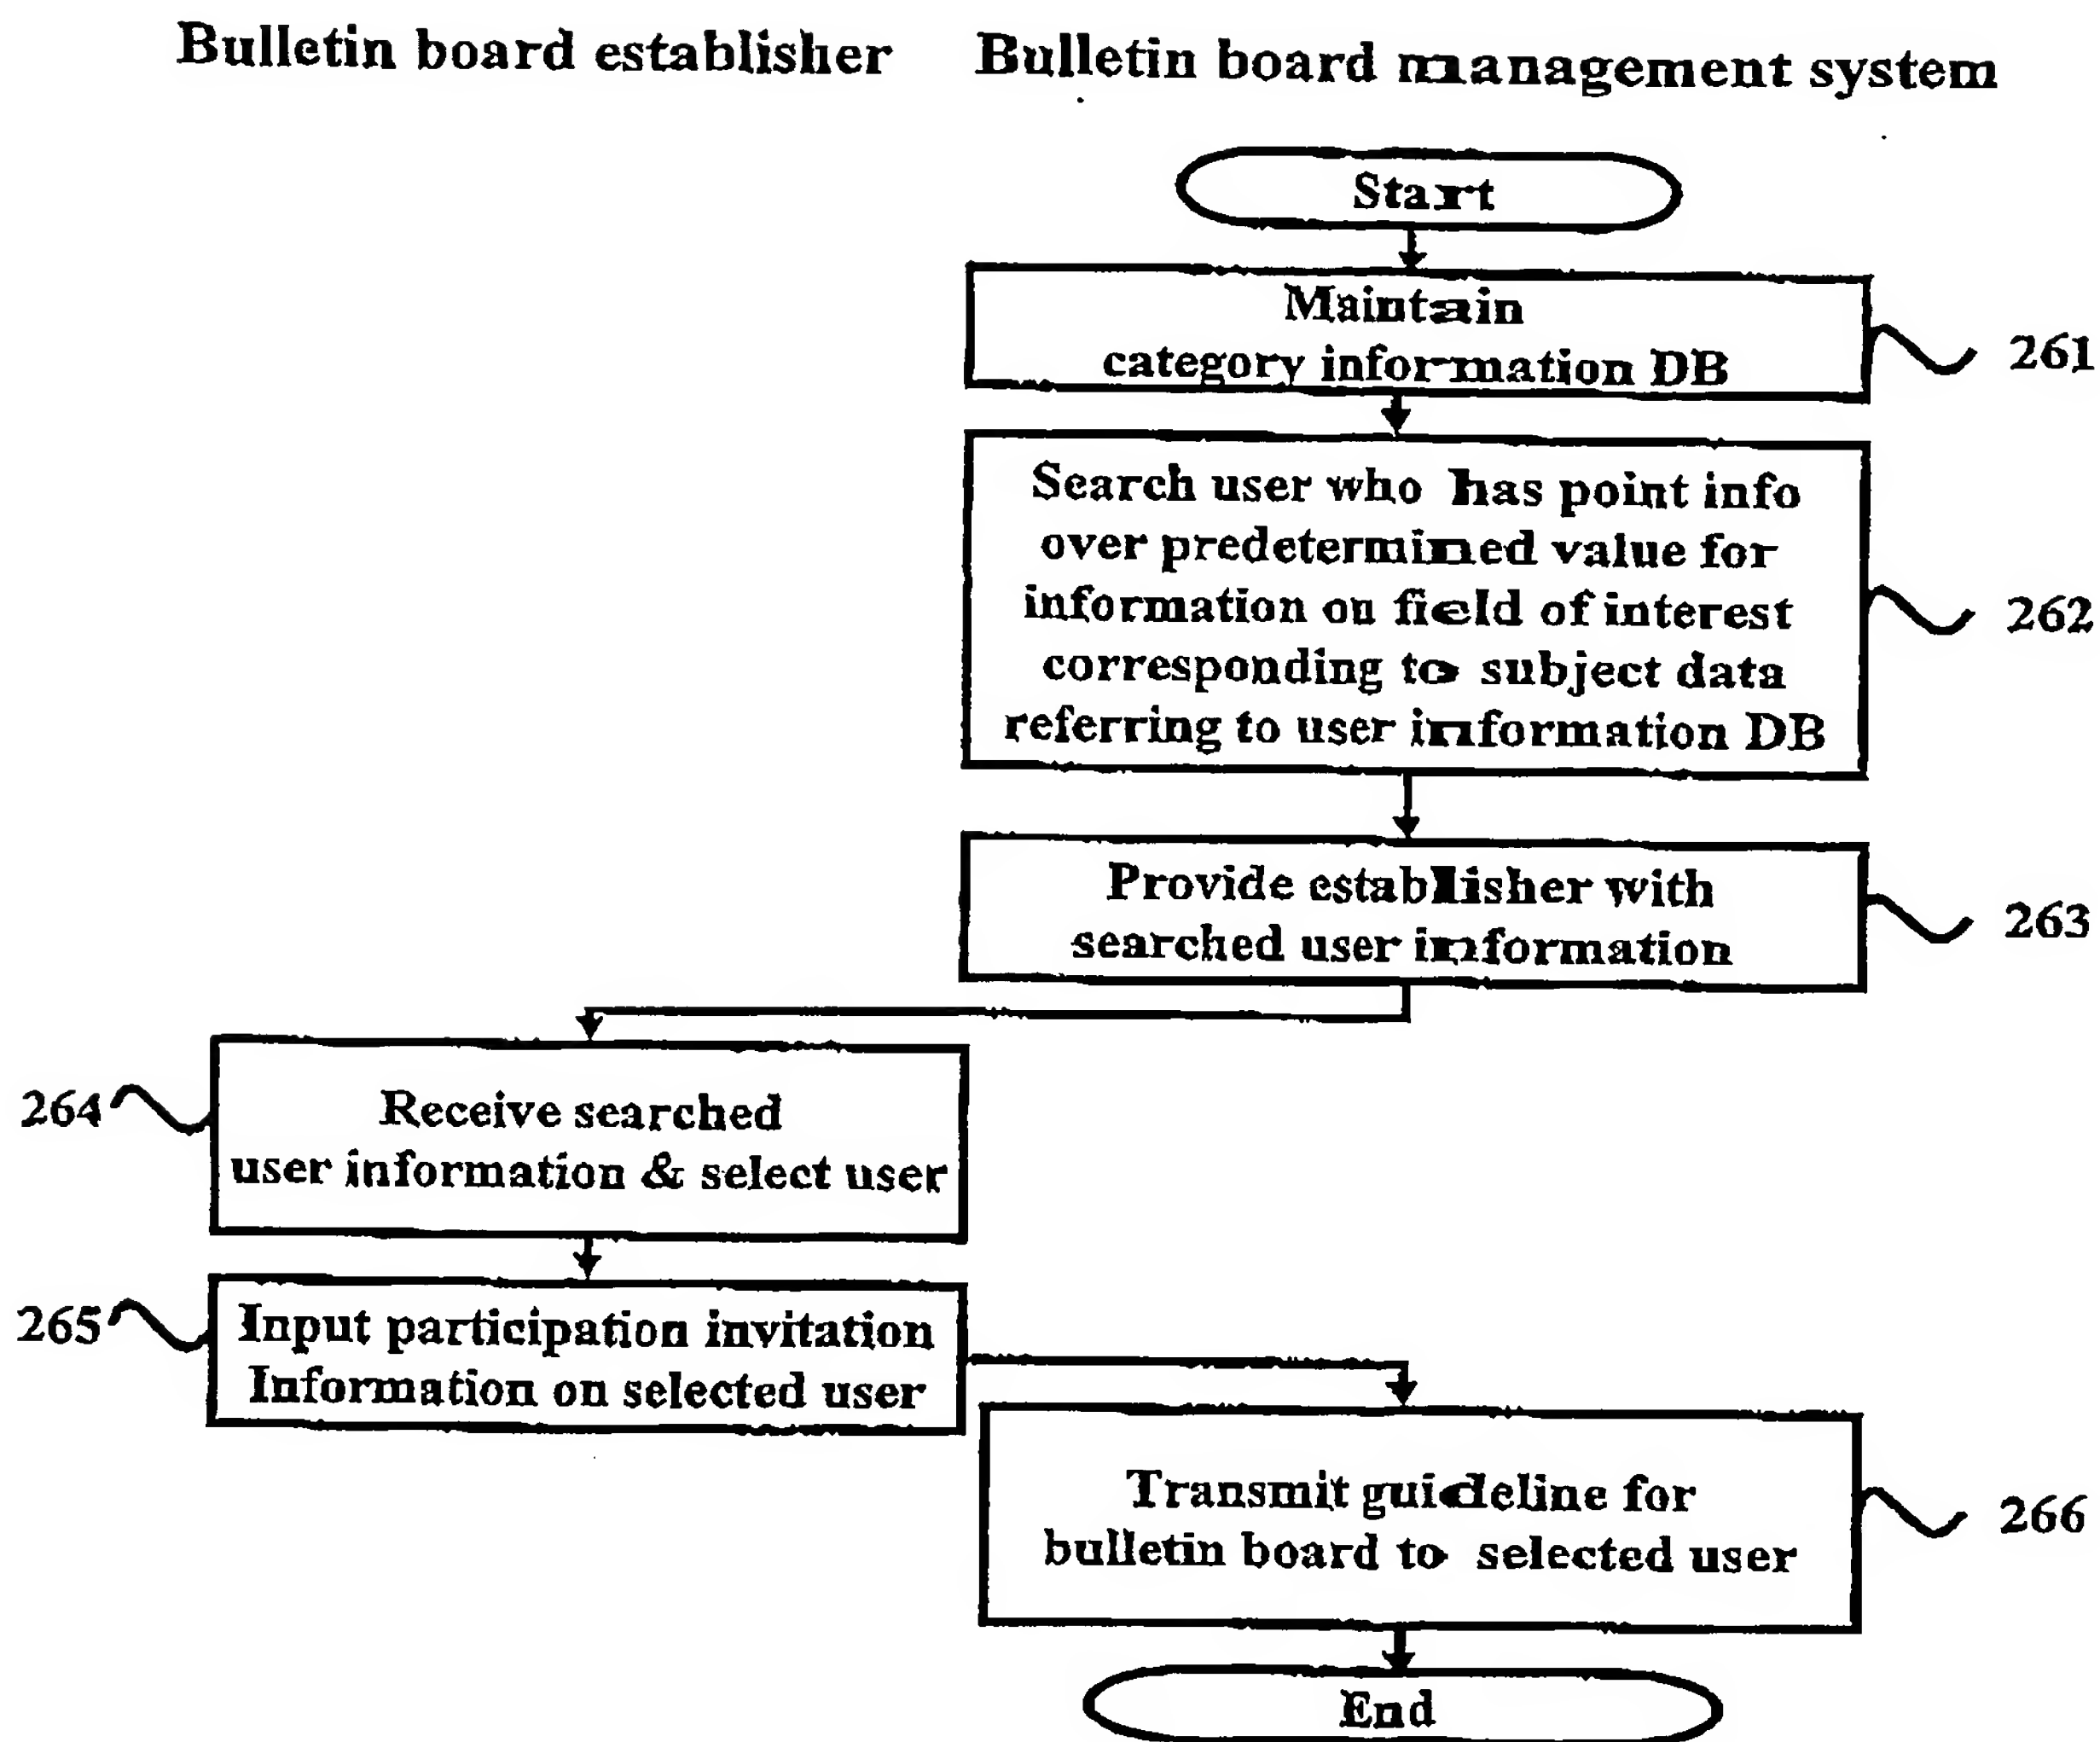 Bulletin board establisher
Bulletin board management system
Start
Maintain
category information DB
261
Search user who has point info
over predetermined value for
information on field of interest
corresponding to subject data
referring to user information DB
262
Provide establisher with
searched user information
263
264
Receive searched
user information & select user
265
Input participation invitation
Information on selected user
Transmit guideline for
bulletin board to selected user
266
End